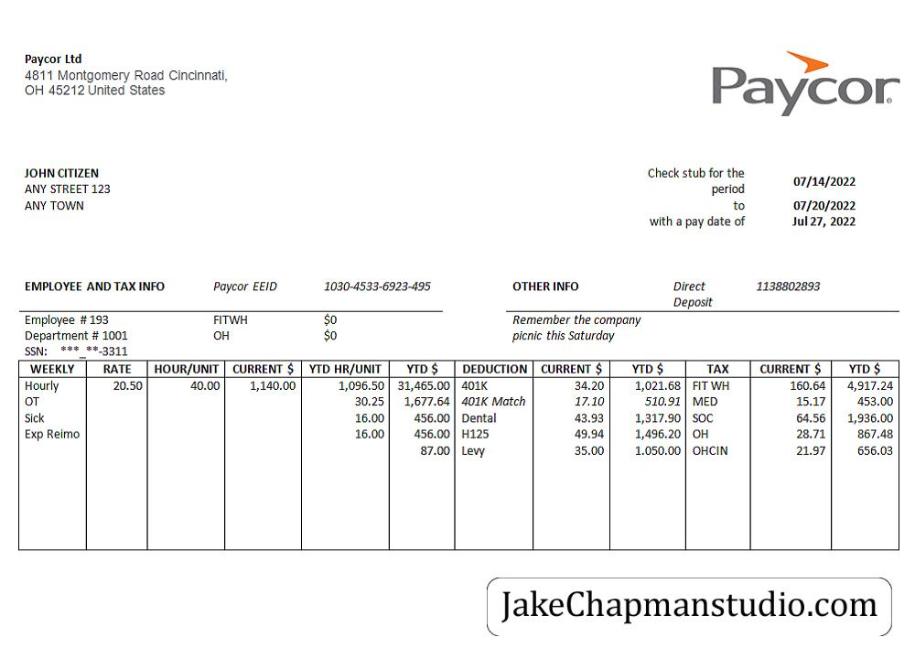 Paycor Ltd
4811 Montgomery Road Cincinnati,
OH 45212 United States
Paycor
JOHN CITIZEN
ANY STREET 123
ANY TOWN
Check stub for the period 07/14/2022
to 07/20/2022
with a pay date of Jul 27, 2022
EMPLOYEE AND TAX INFO Paycor EEID 1030-4533-6923-495 OTHER INFO Direct Deposit 1138802893
Employee # 193 FITWH $0 Remember the company
Department # 1001 OH $0 picnic this Saturday
SSN: ***_**-3311
WEEKLY RATE HOUR/UNIT CURRENT $ YTD HR/UNIT YTD $ DEDUCTION CURRENT $ YTD $ TAX CURRENT $ YTD $
Hourly 20.50 40.00 1,140.00 1,096.50 31,465.00 401K 34.20 1,021.68 FIT WH 160.64 4,917.24
OT 30.25 1,677.64 401K Match 17.10 510.91 MED 15.17 453.00
Sick 16.00 456.00 Dental 43.93 1,317.90 SOC 64.56 1,936.00
Exp Reimo 16.00 456.00 H125 49.94 1,496.20 OH 28.71 867.48
87.00 Levy 35.00 1.050.00 OHCIN 21.97 656.03
JakeChapmanstudio.com